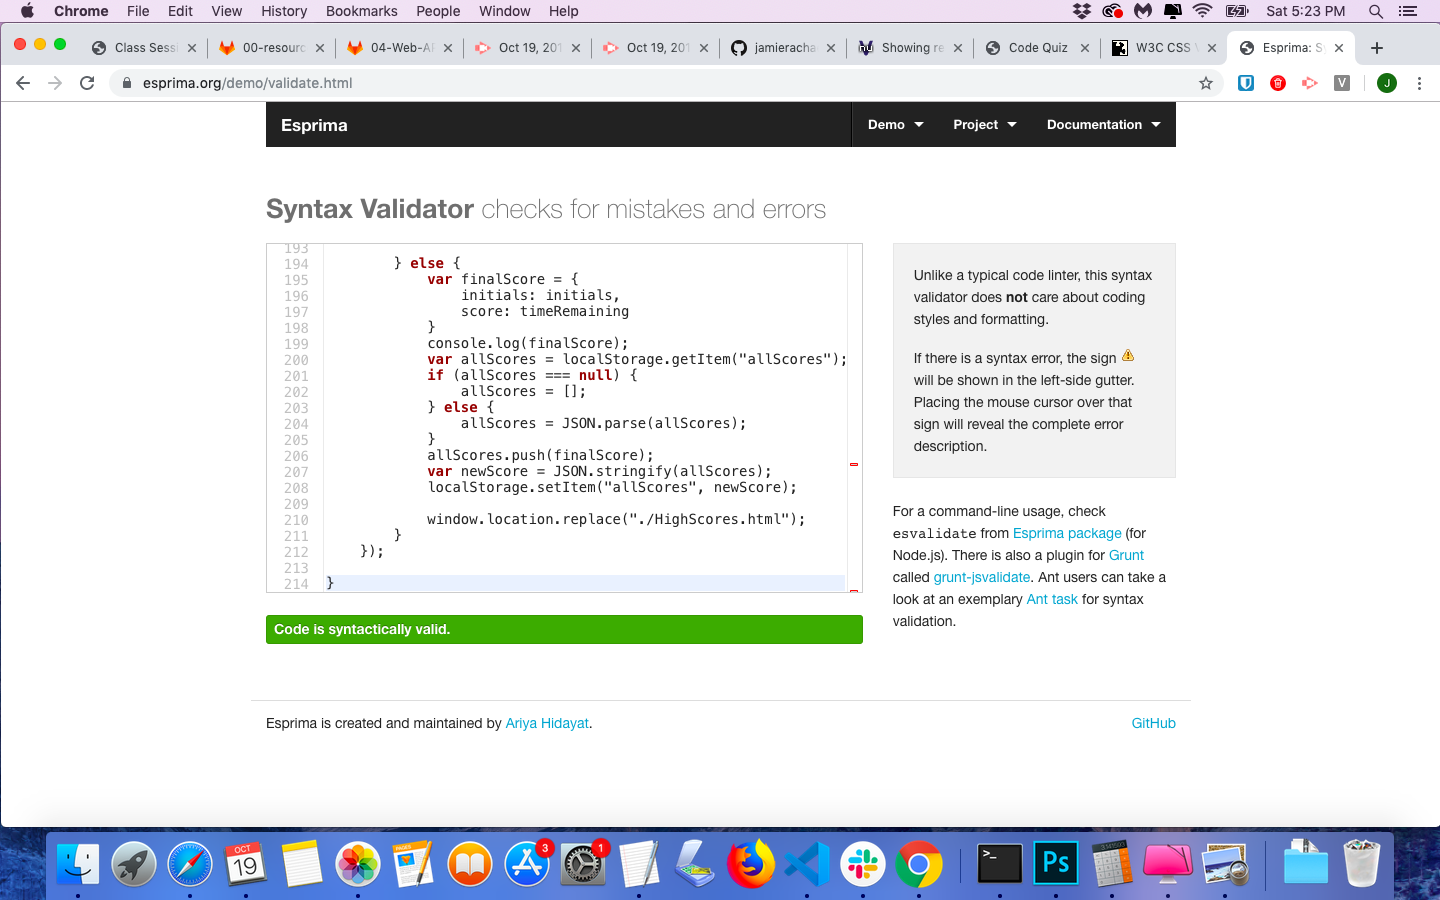 Chrome File Edit View History Bookmarks People Window Help Sat 5:23 PM
Class Sessi 00-resourc 04-Web-AP Oct 19, 201 Oct 19, 201 jamieracha Showing re Code Quiz W3C CSS V Esprima: S
esprima.org/demo/validate.html V J
Esprima Demo Project Documentation
Syntax Validator checks for mistakes and errors
193
194 } else {
195 var finalScore = {
196 initials: initials,
197 score: timeRemaining
198 }
199 console.log(finalScore);
200 var allScores = localStorage.getItem("allScores");
201 if (allScores === null) {
202 allScores = [];
203 } else {
204 allScores = JSON.parse(allScores);
205 }
206 allScores.push(finalScore);
207 var newScore = JSON.stringify(allScores);
208 localStorage.setItem("allScores", newScore);
209
210 window.location.replace("./HighScores.html");
211 }
212 });
213
214 }
Code is syntactically valid.
Unlike a typical code linter, this syntax
validator does not care about coding
styles and formatting.
If there is a syntax error, the sign
will be shown in the left-side gutter.
Placing the mouse cursor over that
sign will reveal the complete error
description.
For a command-line usage, check
esvalidate from Esprima package (for
Node.js). There is also a plugin for Grunt
called grunt-jsvalidate. Ant users can take a
look at an exemplary Ant task for syntax
validation.
Esprima is created and maintained by Ariya Hidayat. GitHub
OCT
19
PAGES
3
1
>_
Ps